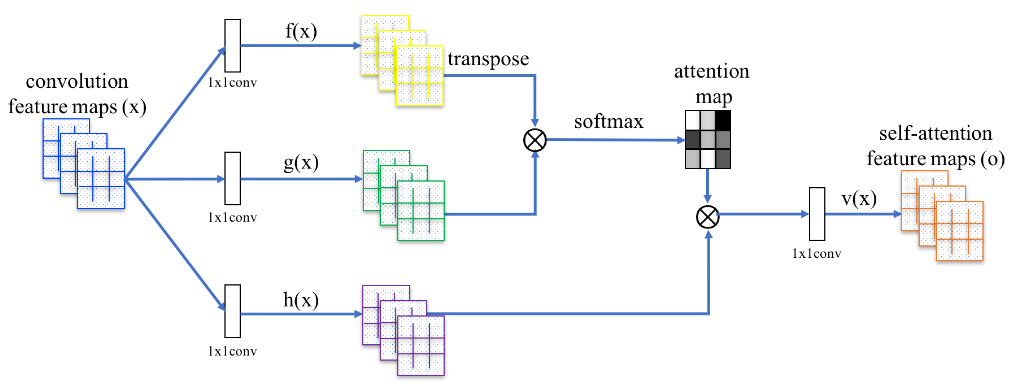 convolution
feature maps (x)
1x1conv
f(x)
transpose
1x1conv
g(x)
1x1conv
h(x)
softmax
attention
map
1x1conv
v(x)
self-attention
feature maps (o)